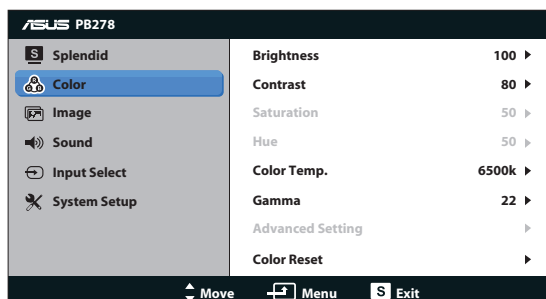 ASUS PB278
S Splendid
Color
Image
Sound
Input Select
System Setup
Brightness 100
Contrast 80
Saturation 50
Hue 50
Color Temp. 6500k
Gamma 22
Advanced Setting
Color Reset
Move Menu S Exit